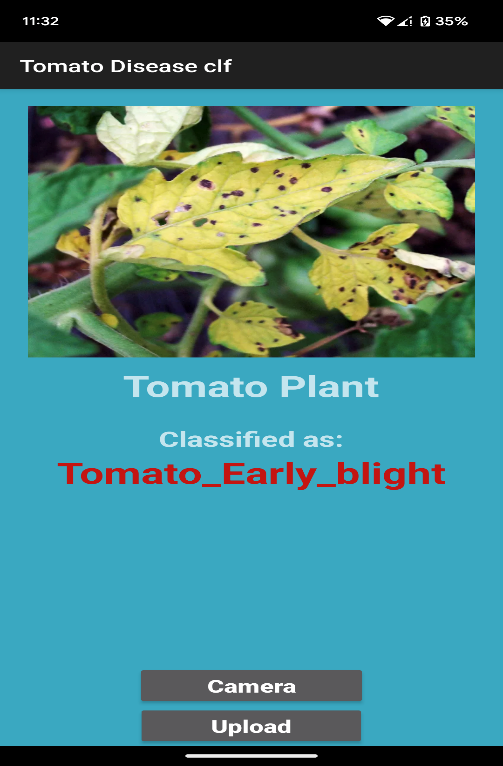 11:32 35%
Tomato Disease clf
Tomato Plant
Classified as:
Tomato_Early_blight
Camera
Upload